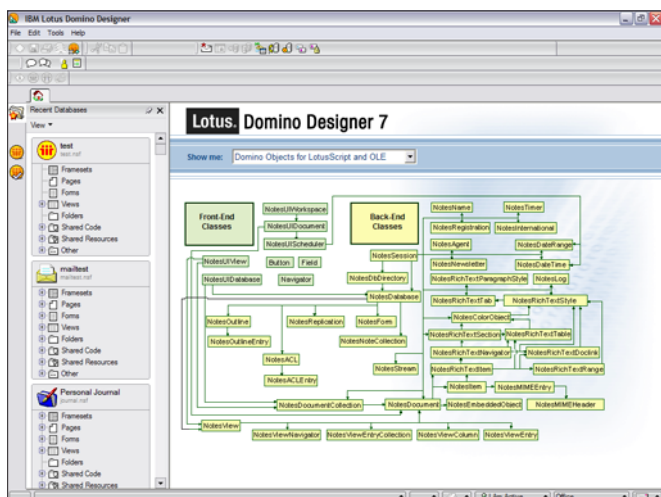 IBM Lotus Domino Designer
File Edit Tools Help
Recent Databases
View
test
test.nsf
Framesets
Pages
Forms
Views
Folders
Shared Code
Shared Resources
Other
mailtest
mailtest.nsf
Framesets
Pages
Forms
Views
Folders
Shared Code
Shared Resources
Other
Personal Journal
journal.nsf
Framesets
Pages
Forms
Views
Folders
Shared Code
Shared Resources
Lotus. Domino Designer 7
Show me: Domino Objects for LotusScript and OLE
Front-End Classes
NotesUIWorkspace
NotesUIDocument
NotesUIScheduler
NotesUIView
Button
Field
NotesUIDatabase
Navigator
Back-End Classes
NotesSession
NotesDbDirectory
NotesDatabase
NotesName
NotesTimer
NotesRegistration
NotesInternational
NotesAgent
NotesDateRange
NotesNewsletter
NotesDateTime
NotesRichTextParagraphStyle
NotesLog
NotesRichTextTab
NotesRichTextStyle
NotesColorObject
NotesOutline
NotesReplication
NotesForm
NotesOutlineEntry
NotesNoteCollection
NotesRichTextSection
NotesRichTextTable
NotesACL
NotesRichTextNavigator
NotesRichTextDoclink
NotesStream
NotesRichTextItem
NotesRichTextRange
NotesACLEntry
NotesItem
NotesMIMEEntry
NotesDocumentCollection
NotesDocument
NotesEmbeddedObject
NotesMIMEHeader
NotesView
NotesViewNavigator
NotesViewEntryCollection
NotesViewColumn
NotesViewEntry
I Am Active
Office